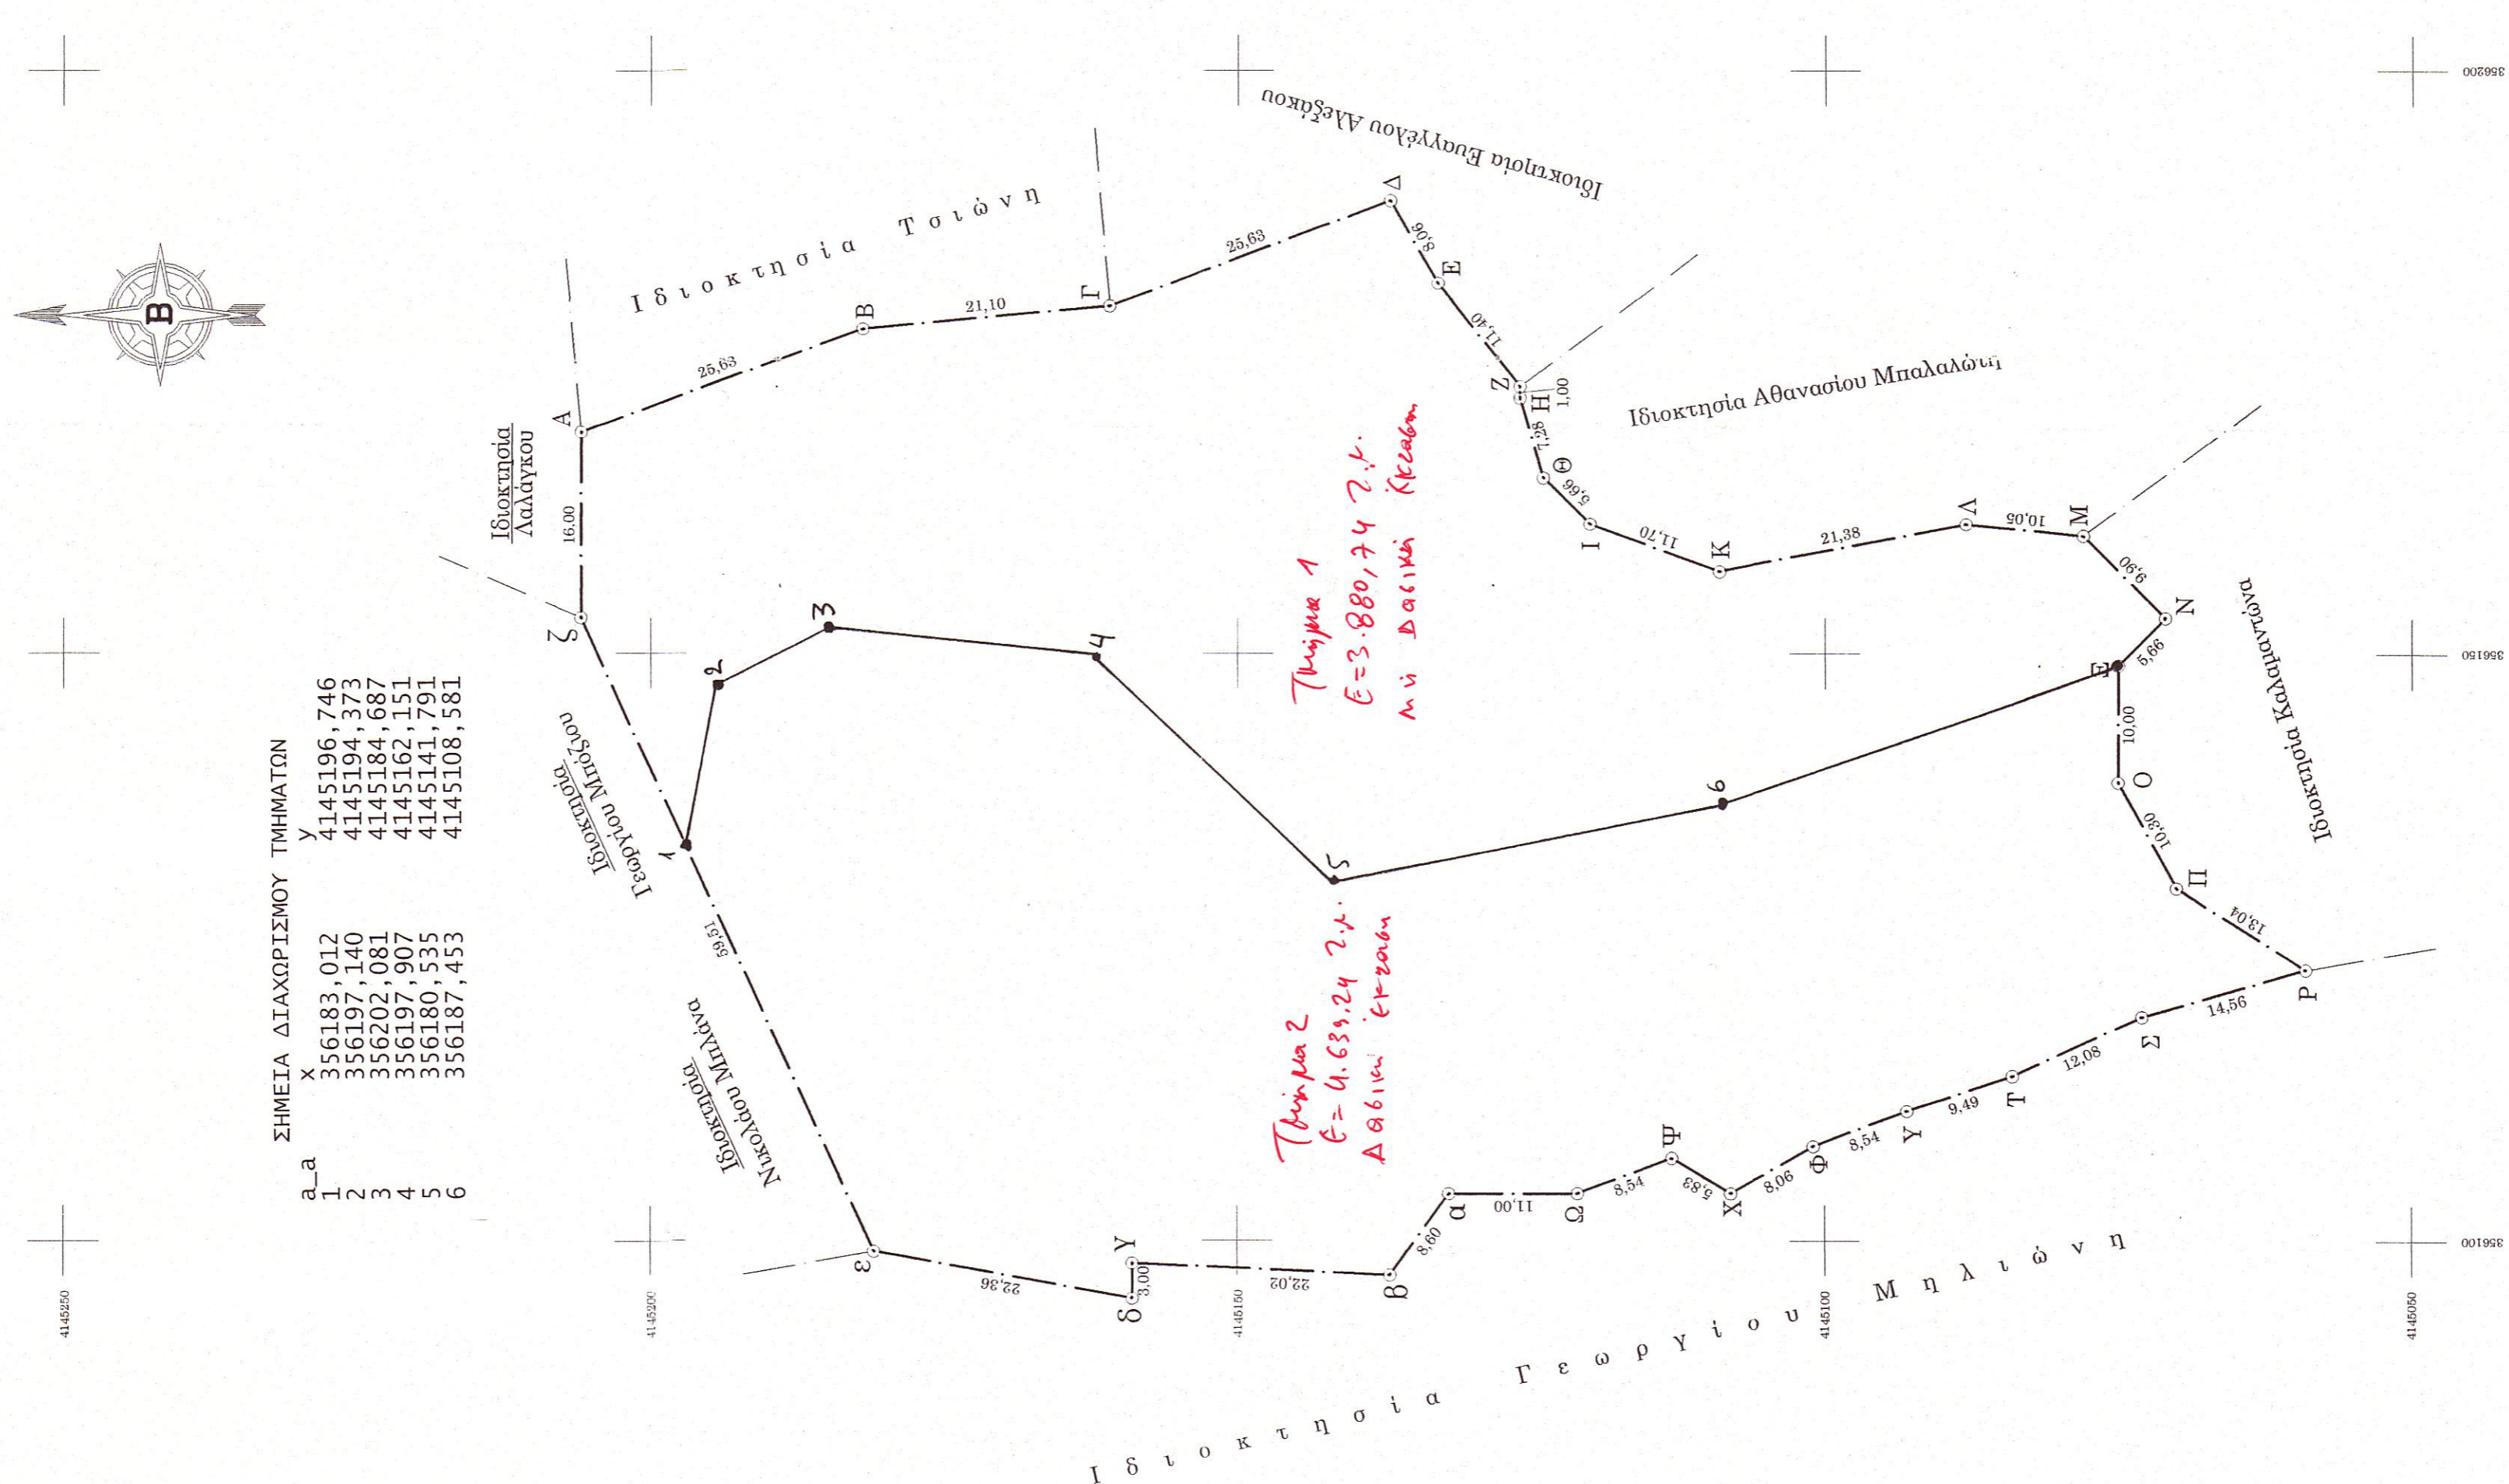 ΣΗΜΕΙΑ ΔΙΑΧΩΡΙΣΜΟΥ ΤΜΗΜΑΤΩΝ
a_a x y
1 356183,012 4145196,746
2 356197,140 4145194,373
3 356202,081 4145184,687
4 356197,907 4145162,151
5 356180,535 4145141,791
6 356187,453 4145108,581
B
Ιδιοκτησία
Λαλάγκου
Ιδιοκτησία Τσιώνη
Ιδιοκτησία Ευαγγέλου Αλεξάκου
Ιδιοκτησία Αθανασίου Μπαλαλώτη
Ιδιοκτησία Καλαμαντώνα
Ιδιοκτησία Γεωργίου Μηλιώνη
Ιδιοκτησία
Νικολάου Μπλάνα
Ιδιοκτησία
Γεωργίου Μπόζιου
Τμήμα 1
Ε=3.880,74 τ.μ.
μη Δασική έκταση
Τμήμα 2
Ε=4.639,24 τ.μ.
Δασική έκταση
ζ
16.00
Α
25,63
Β
21,10
Γ
25,63
Δ
8,06
Ε
11,40
Ζ
1,00
Η
7,28
Θ
5,66
Ι
11,70
Κ
21,38
Λ
10,05
Μ
9,90
Ν
5,66
Ξ
10,00
Ο
10,30
Π
13,04
Ρ
14,56
Σ
12,08
Τ
9,49
Υ
8,54
Φ
8,06
Χ
5,83
Ψ
8,54
Ω
11,00
α
8,60
β
22,02
γ
3,00
δ
22,36
ε
59,51
1
2
3
4
5
6
4145250
4145200
4145150
4145100
4145050
356200
356150
356100